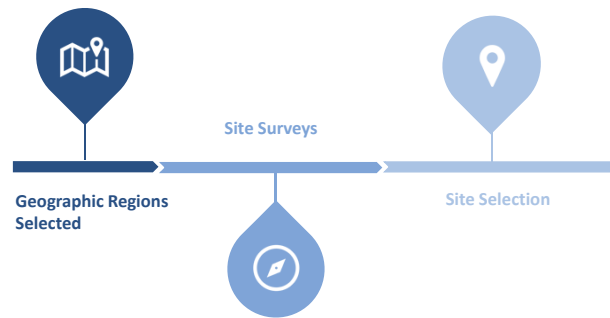 Site Surveys
Geographic Regions
Selected
Site Selection